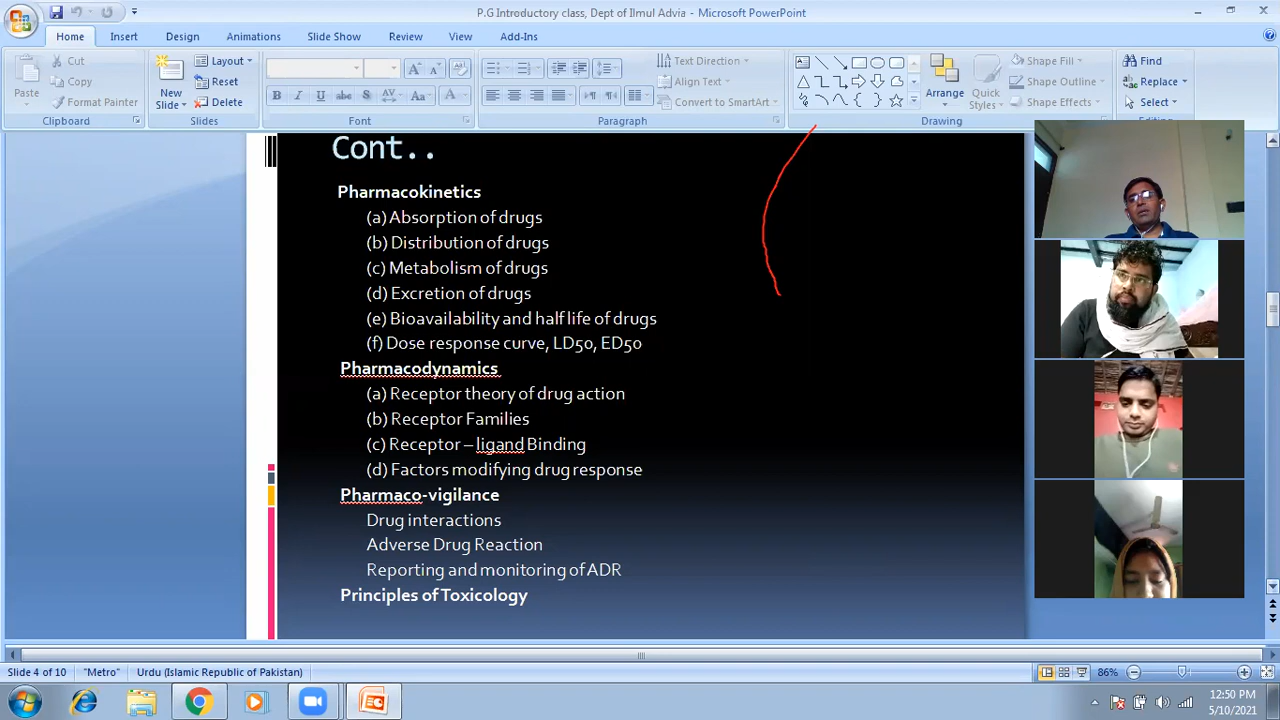 P.G Introductory class, Dept of Ilmul Advia - Microsoft PowerPoint
Home Insert Design Animations Slide Show Review View Add-Ins
Paste
Cut
Copy
Format Painter
Clipboard
New Slide
Layout
Reset
Delete
Slides
B I U abc S AV Aa A
Font
Text Direction
Align Text
Convert to SmartArt
Paragraph
Arrange
Quick Styles
Shape Fill
Shape Outline
Shape Effects
Drawing
Find
Replace
Select
Cont..
Pharmacokinetics
(a) Absorption of drugs
(b) Distribution of drugs
(c) Metabolism of drugs
(d) Excretion of drugs
(e) Bioavailability and half life of drugs
(f) Dose response curve, LD50, ED50
Pharmacodynamics
(a) Receptor theory of drug action
(b) Receptor Families
(c) Receptor – ligand Binding
(d) Factors modifying drug response
Pharmaco-vigilance
Drug interactions
Adverse Drug Reaction
Reporting and monitoring of ADR
Principles of Toxicology
Slide 4 of 10 "Metro" Urdu (Islamic Republic of Pakistan) 86%
12:50 PM
5/10/2021